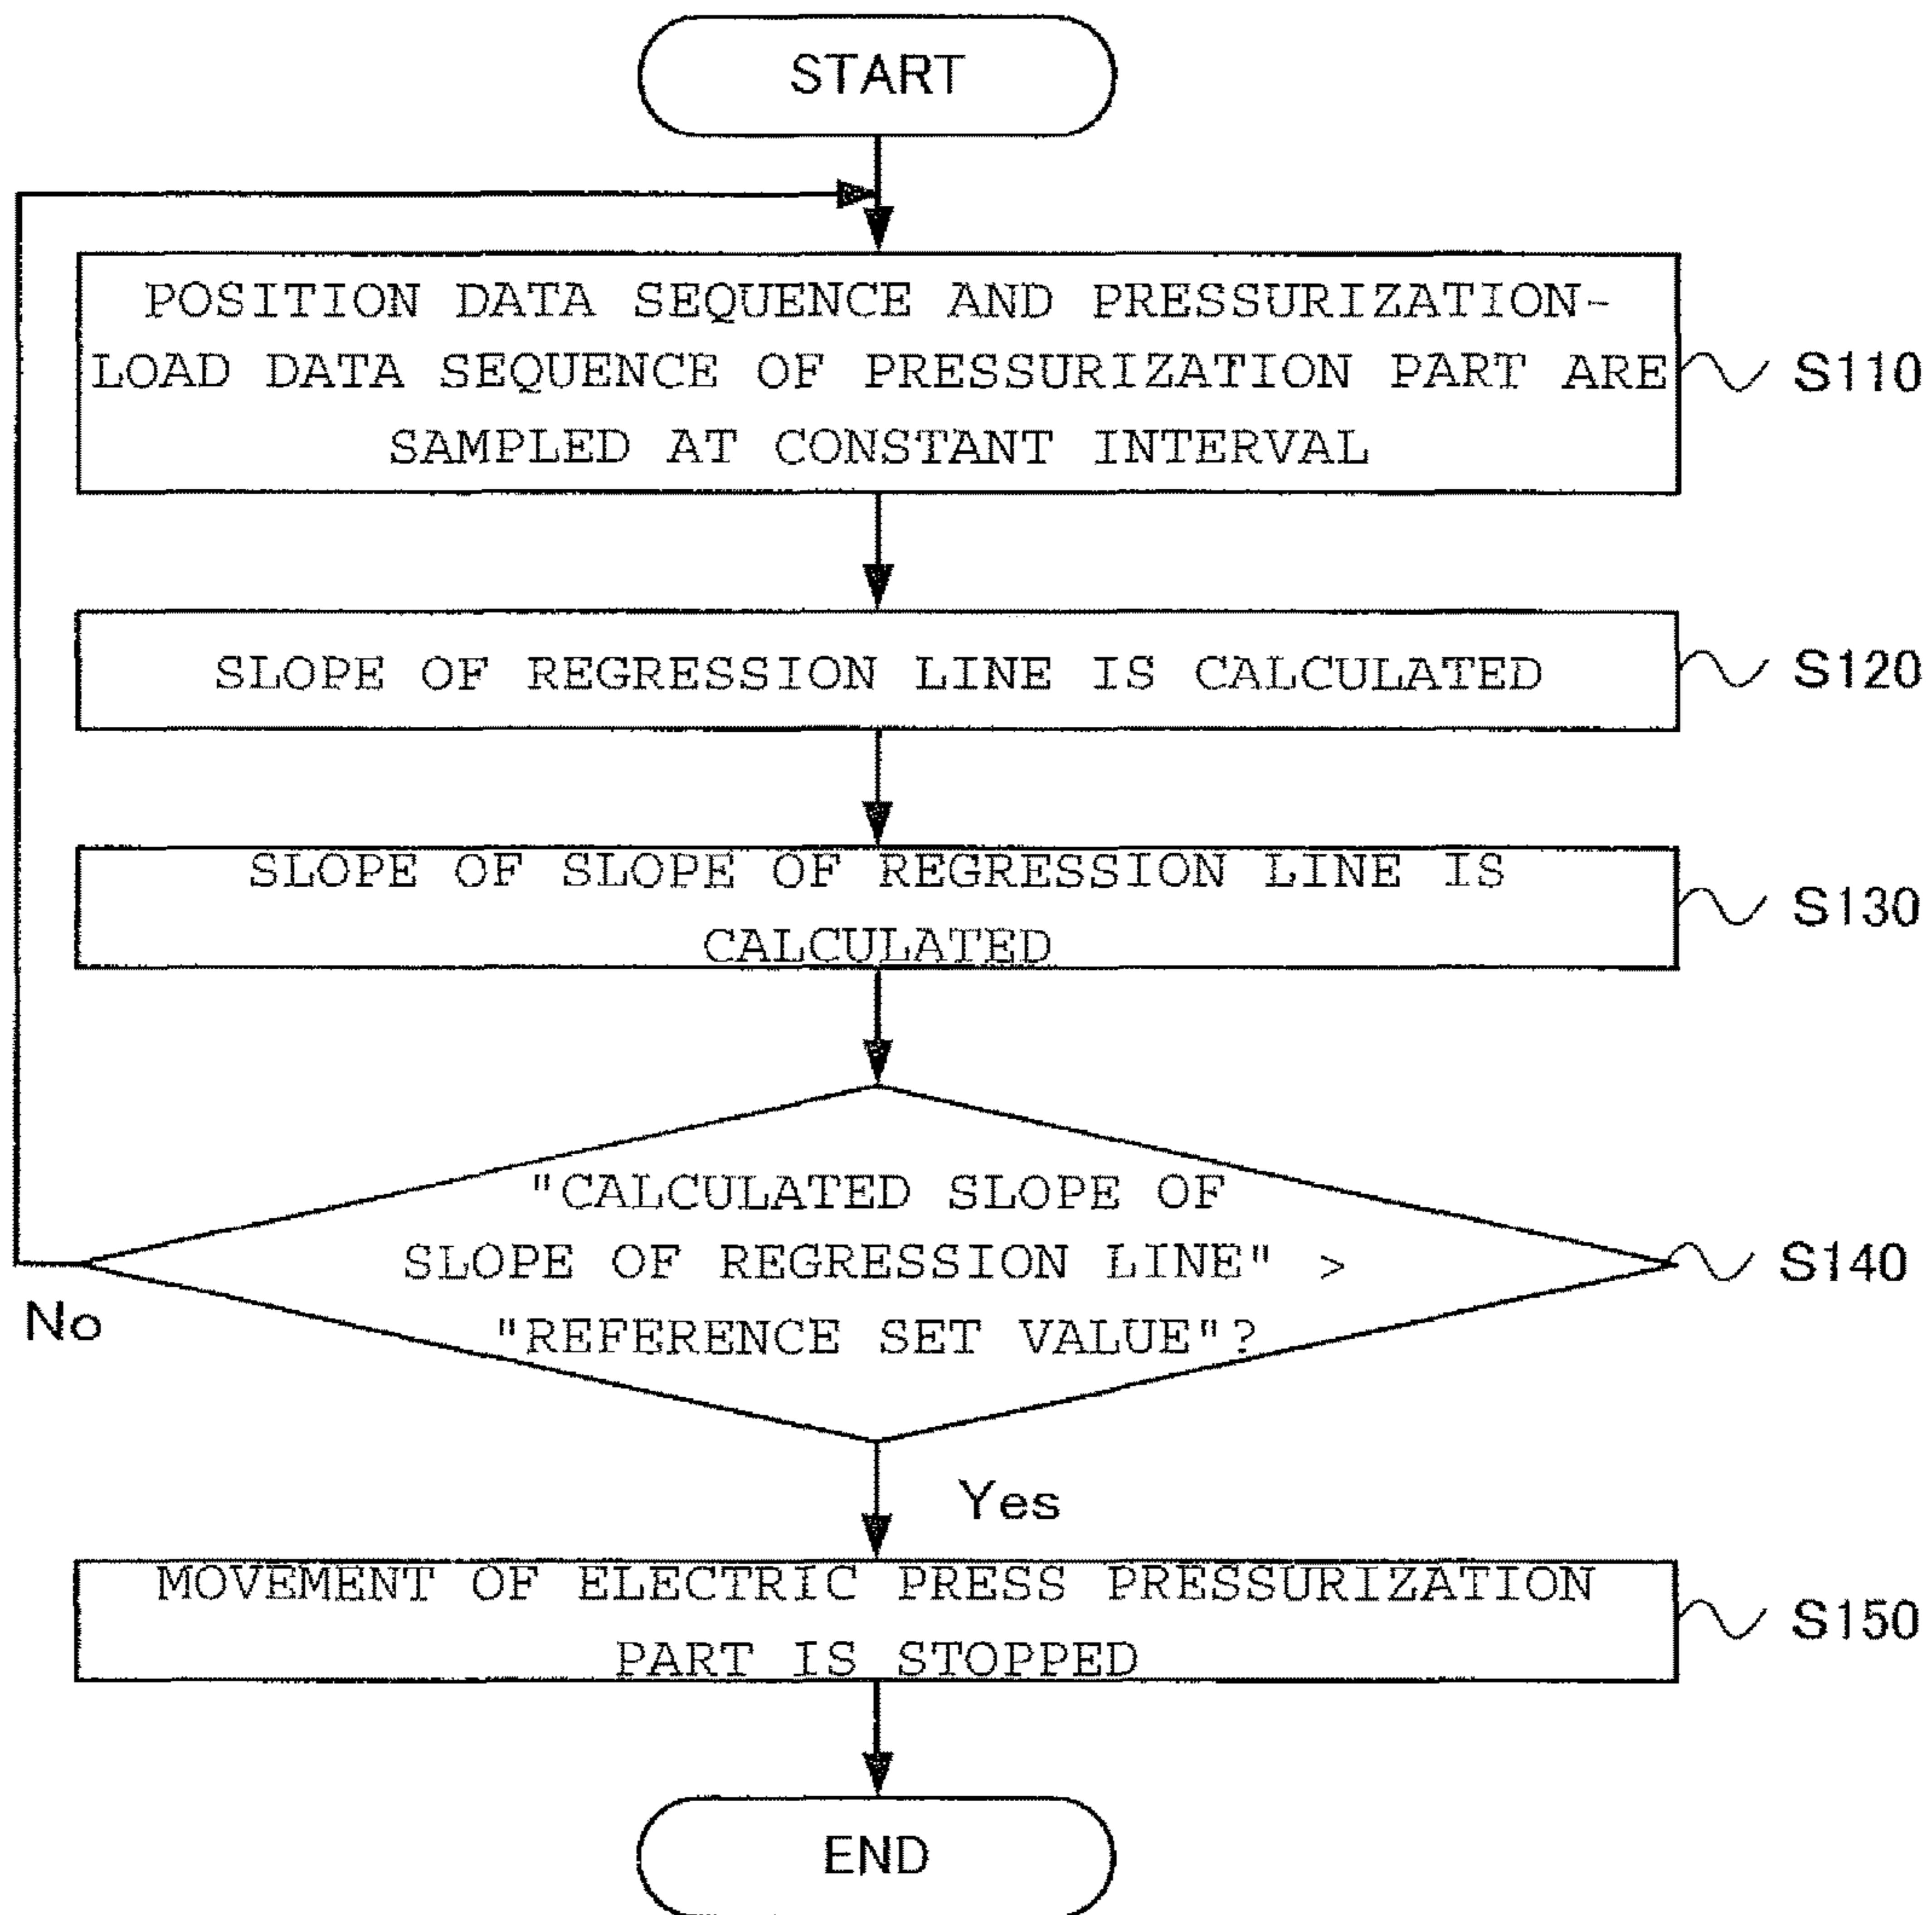 START
POSITION DATA SEQUENCE AND PRESSURIZATION-
LOAD DATA SEQUENCE OF PRESSURIZATION PART ARE
SAMPLED AT CONSTANT INTERVAL
S110
SLOPE OF REGRESSION LINE IS CALCULATED
S120
SLOPE OF SLOPE OF REGRESSION LINE IS
CALCULATED
S130
"CALCULATED SLOPE OF
SLOPE OF REGRESSION LINE" >
"REFERENCE SET VALUE"?
S140
No
Yes
MOVEMENT OF ELECTRIC PRESS PRESSURIZATION
PART IS STOPPED
S150
END